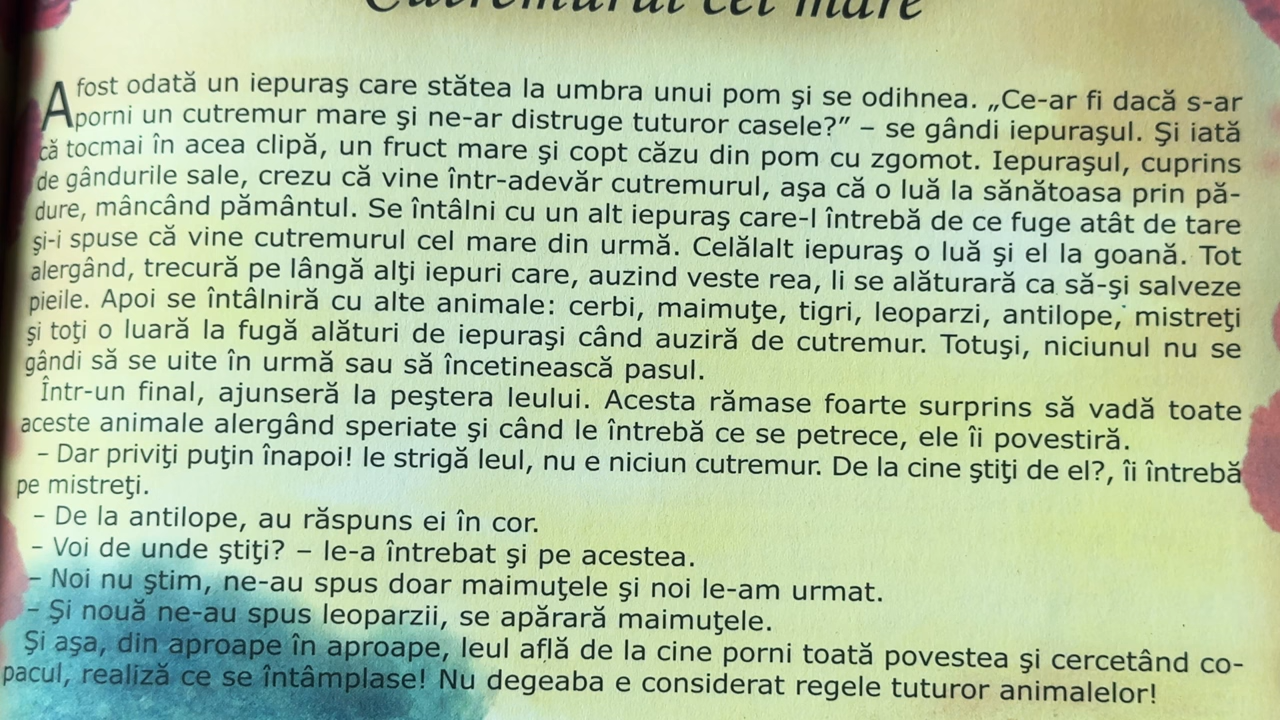 Cutremurul cel mare
A fost odată un iepuraş care stătea la umbra unui pom şi se odihnea. „Ce-ar fi dacă s-ar
porni un cutremur mare şi ne-ar distruge tuturor casele?” – se gândi iepuraşul. Şi iată
că tocmai în acea clipă, un fruct mare şi copt căzu din pom cu zgomot. Iepuraşul, cuprins
de gândurile sale, crezu că vine într-adevăr cutremurul, aşa că o luă la sănătoasa prin pă-
dure, mâncând pământul. Se întâlni cu un alt iepuraş care-l întrebă de ce fuge atât de tare
şi-i spuse că vine cutremurul cel mare din urmă. Celălalt iepuraş o luă şi el la goană. Tot
alergând, trecură pe lângă alţi iepuri care, auzind veste rea, li se alăturară ca să-şi salveze
pieile. Apoi se întâlniră cu alte animale: cerbi, maimuţe, tigri, leoparzi, antilope, mistreţi
şi toţi o luară la fugă alături de iepuraşi când auziră de cutremur. Totuşi, niciunul nu se
gândi să se uite în urmă sau să încetinească pasul.
Într-un final, ajunseră la peştera leului. Acesta rămase foarte surprins să vadă toate
aceste animale alergând speriate şi când le întrebă ce se petrece, ele îi povestiră.
– Dar priviţi puţin înapoi! le strigă leul, nu e niciun cutremur. De la cine ştiţi de el?, îi întrebă
pe mistreţi.
– De la antilope, au răspuns ei în cor.
– Voi de unde ştiţi? – le-a întrebat şi pe acestea.
– Noi nu ştim, ne-au spus doar maimuţele şi noi le-am urmat.
– Şi nouă ne-au spus leoparzii, se apărară maimuţele.
Şi aşa, din aproape în aproape, leul află de la cine porni toată povestea şi cercetând co-
pacul, realiză ce se întâmplase! Nu degeaba e considerat regele tuturor animalelor!